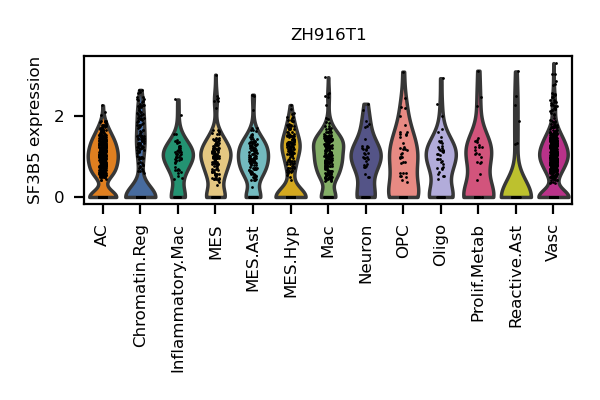 ZH916T1
SF3B5 expression
2
0
AC
Chromatin.Reg
Inflammatory.Mac
MES
MES.Ast
MES.Hyp
Mac
Neuron
OPC
Oligo
Prolif.Metab
Reactive.Ast
Vasc